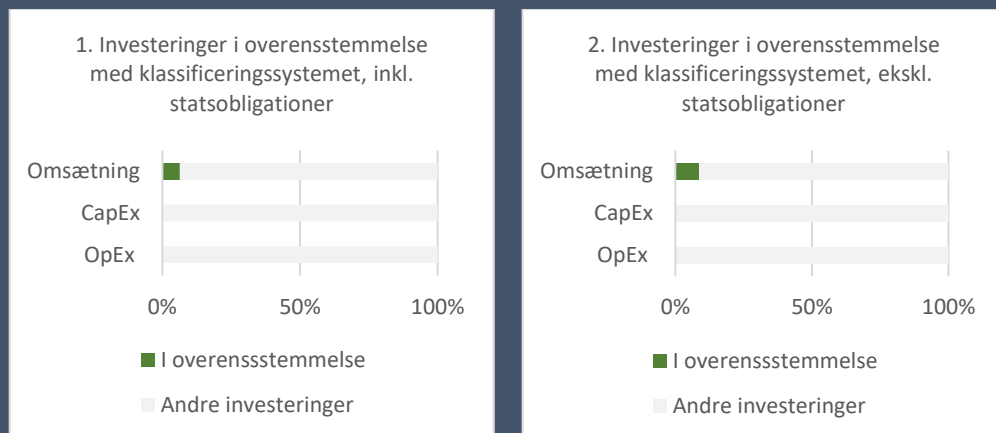 1. Investeringer i overensstemmelse
med klassificeringssystemet, inkl.
statsobligationer
Omsætning
CapEx
OpEx
0%
50%
100%
I overenssstemmelse
Andre investeringer
2. Investeringer i overensstemmelse
med klassificeringssystemet, ekskl.
statsobligationer
Omsætning
CapEx
OpEx
0%
50%
100%
I overenssstemmelse
Andre investeringer